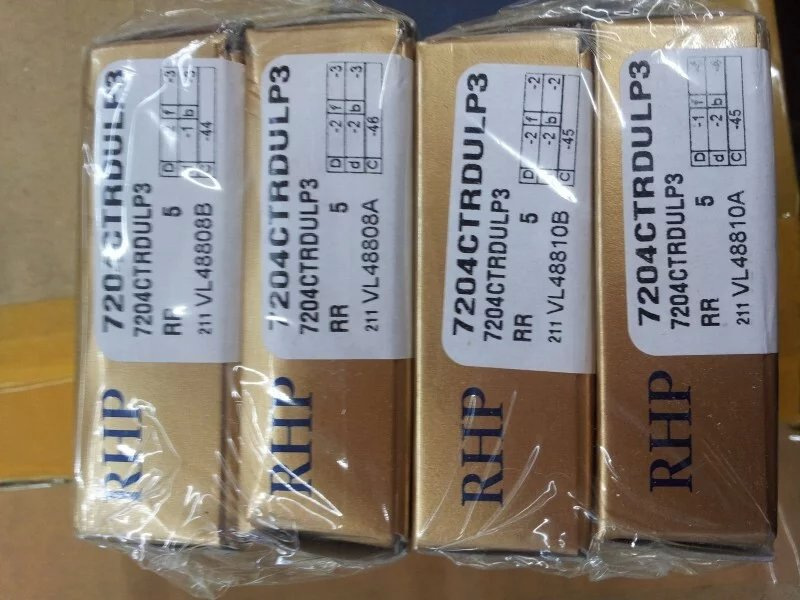 7204CTRDULP3
7204CTRDULP3
RR
5
211 VL48808B
D -2 f -3
-1 b -3
C -44
RHP
7204CTRDULP3
7204CTRDULP3
RR
5
211 VL48808A
D -2 f -3
d -2 b -3
C -46
RHP
7204CTRDULP3
7204CTRDULP3
RR
5
211 VL48810B
D -2 f -2
-2 b -2
C -45
RHP
7204CTRDULP3
7204CTRDULP3
RR
5
211 VL48810A
D -1 f
d -2 b
C -45
RHP